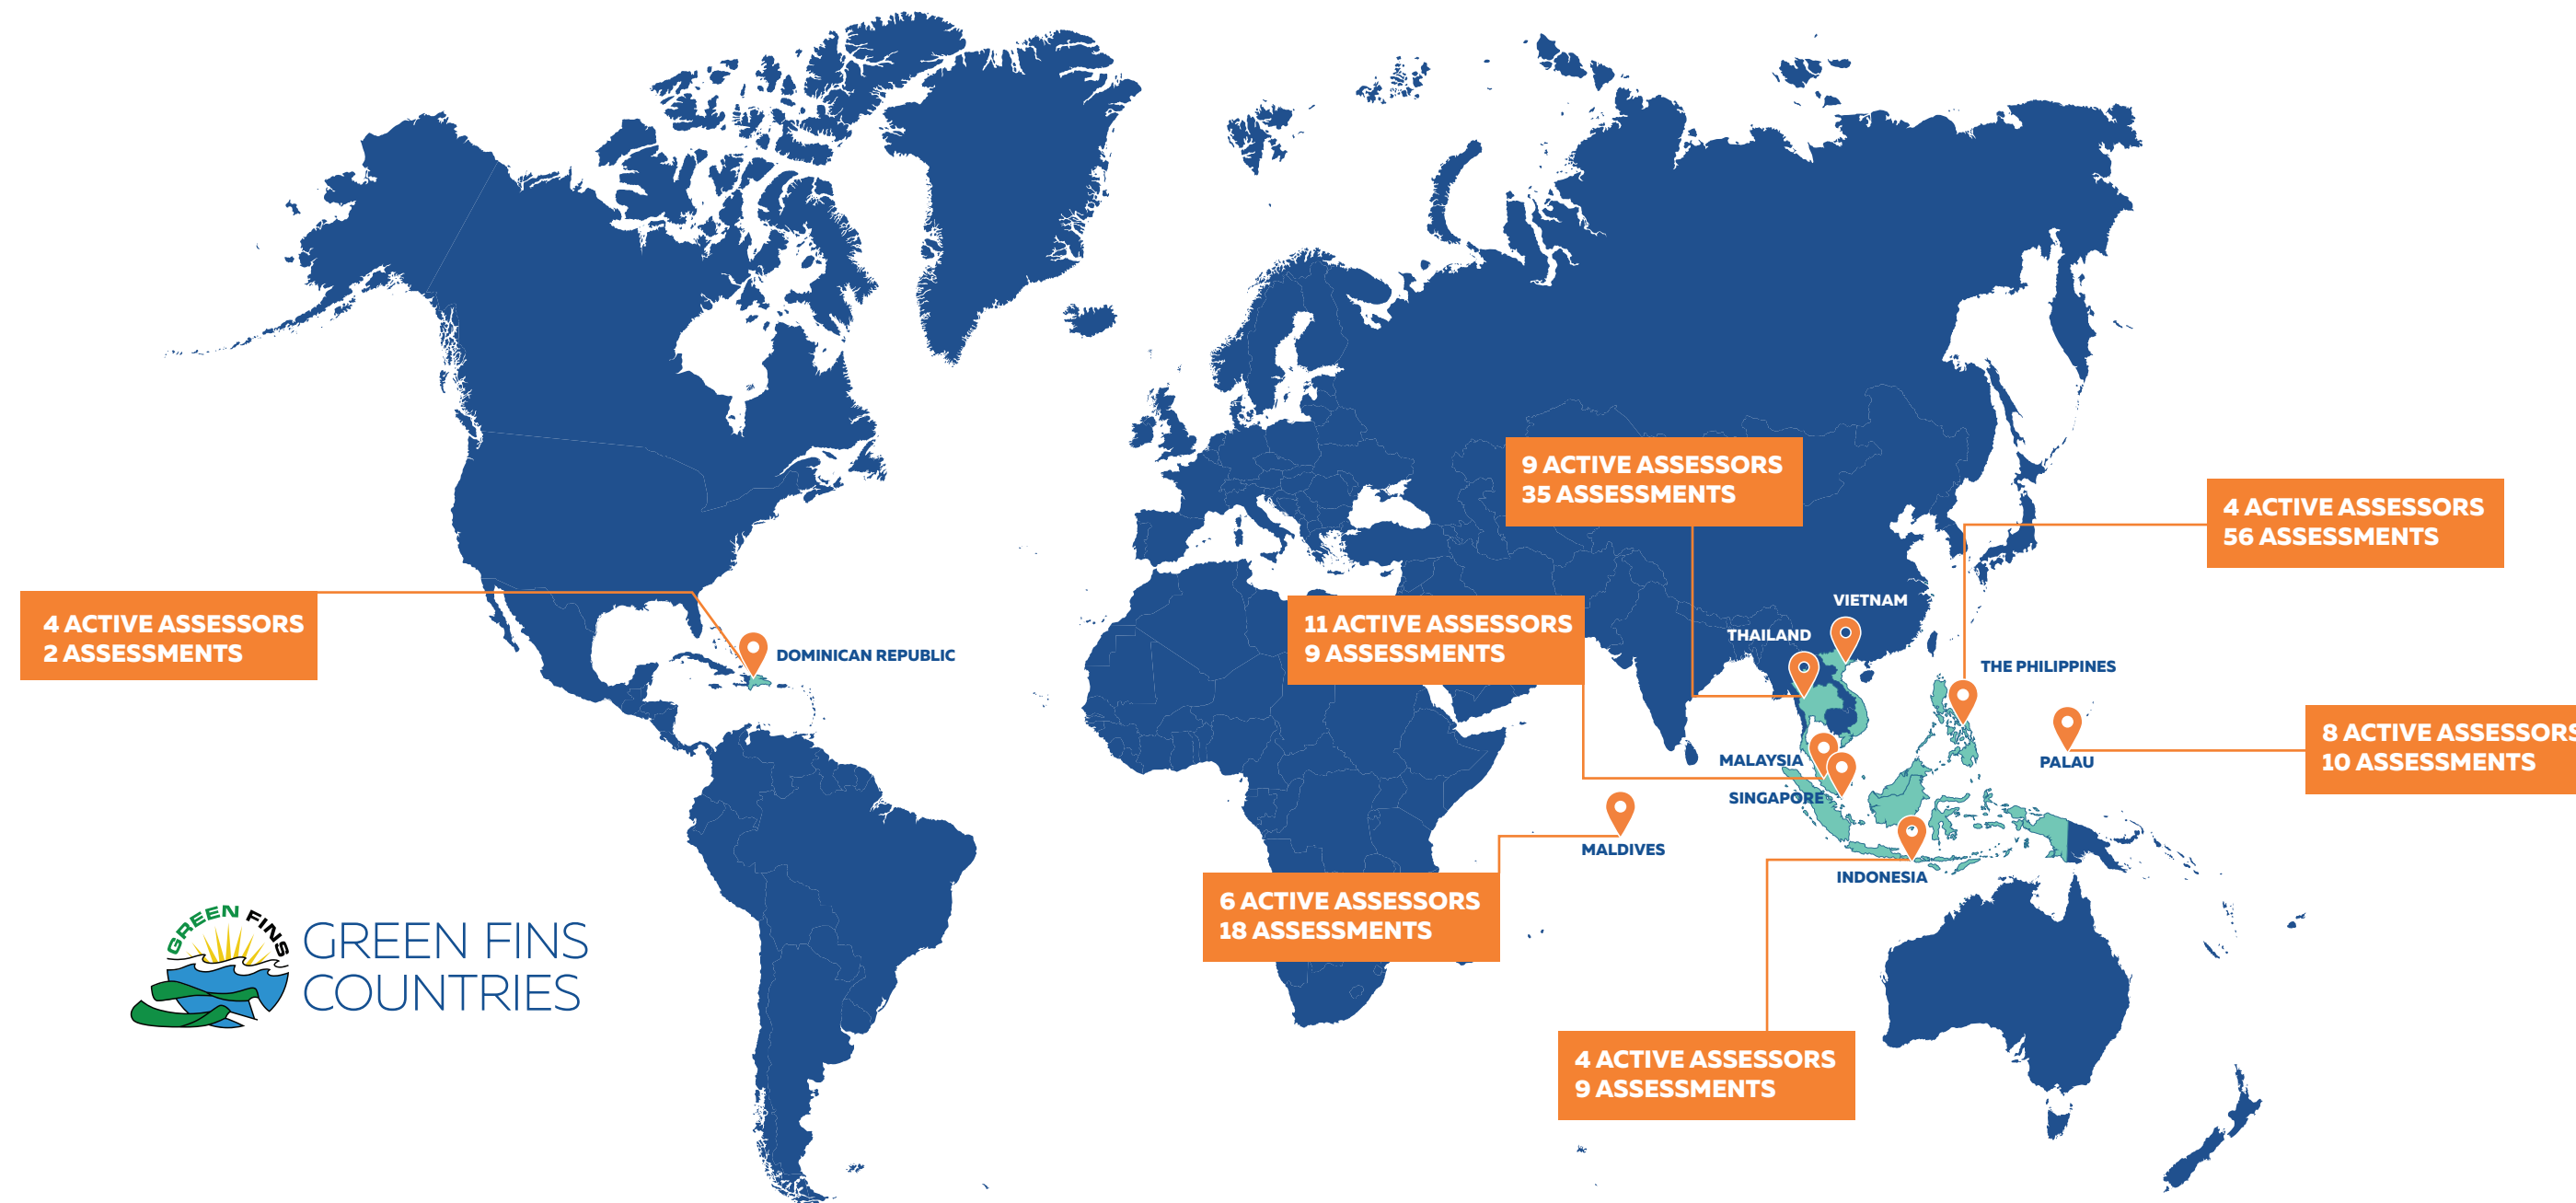 9 ACTIVE ASSESSORS
35 ASSESSMENTS
4 ACTIVE ASSESSORS
56 ASSESSMENTS
4 ACTIVE ASSESSORS
2 ASSESSMENTS
DOMINICAN REPUBLIC
11 ACTIVE ASSESSORS
9 ASSESSMENTS
VIETNAM
THAILAND
THE PHILIPPINES
8 ACTIVE ASSESSORS
10 ASSESSMENTS
PALAU
MALAYSIA
SINGAPORE
MALDIVES
INDONESIA
6 ACTIVE ASSESSORS
18 ASSESSMENTS
GREEN FINS
GREEN FINS
COUNTRIES
4 ACTIVE ASSESSORS
9 ASSESSMENTS